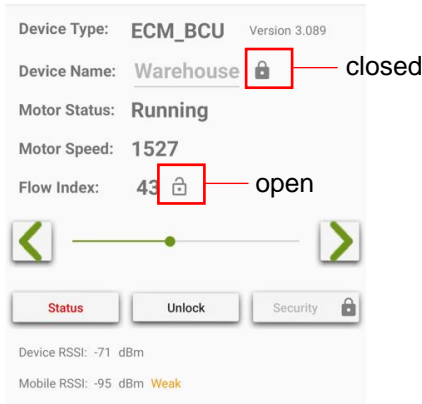 Device Type: ECM_BCU Version 3.089
Device Name: Warehouse closed
Motor Status: Running
Motor Speed: 1527
Flow Index: 43 open
Status Unlock Security
Device RSSI: -71 dBm
Mobile RSSI: -95 dBm Weak